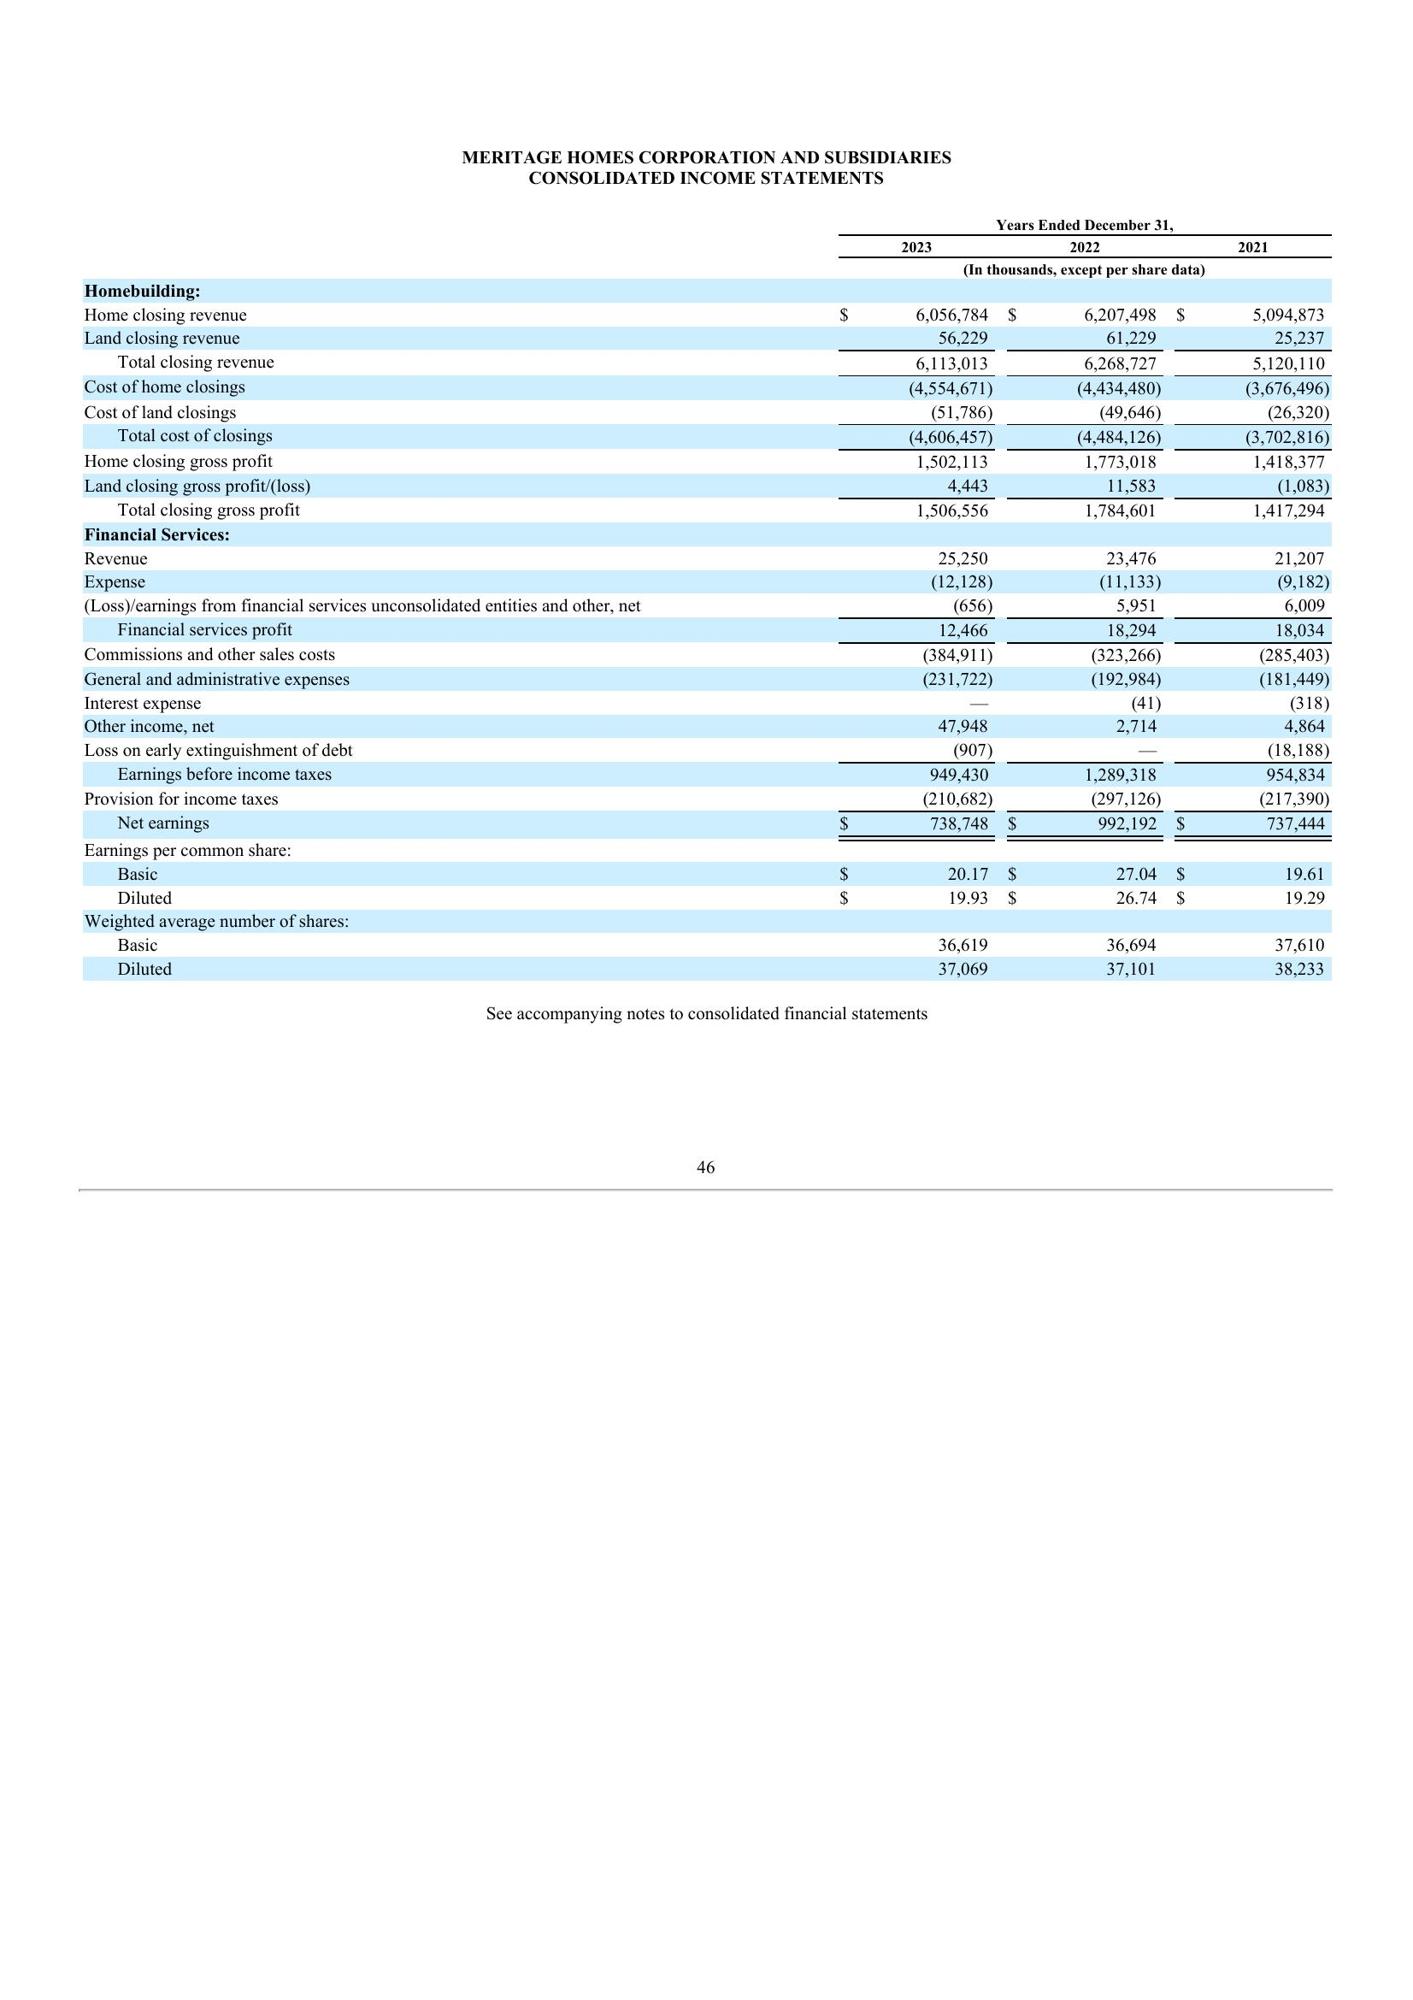 MERITAGE HOMES CORPORATION AND SUBSIDIARIES
CONSOLIDATED INCOME STATEMENTS
Years Ended December 31,
2023 2022 2021
(In thousands, except per share data)
Homebuilding:
Home closing revenue $ 6,056,784 $ 6,207,498 $ 5,094,873
Land closing revenue 56,229 61,229 25,237
Total closing revenue 6,113,013 6,268,727 5,120,110
Cost of home closings (4,554,671) (4,434,480) (3,676,496)
Cost of land closings (51,786) (49,646) (26,320)
Total cost of closings (4,606,457) (4,484,126) (3,702,816)
Home closing gross profit 1,502,113 1,773,018 1,418,377
Land closing gross profit/(loss) 4,443 11,583 (1,083)
Total closing gross profit 1,506,556 1,784,601 1,417,294
Financial Services:
Revenue 25,250 23,476 21,207
Expense (12,128) (11,133) (9,182)
(Loss)/earnings from financial services unconsolidated entities and other, net (656) 5,951 6,009
Financial services profit 12,466 18,294 18,034
Commissions and other sales costs (384,911) (323,266) (285,403)
General and administrative expenses (231,722) (192,984) (181,449)
Interest expense — (41) (318)
Other income, net 47,948 2,714 4,864
Loss on early extinguishment of debt (907) — (18,188)
Earnings before income taxes 949,430 1,289,318 954,834
Provision for income taxes (210,682) (297,126) (217,390)
Net earnings $ 738,748 $ 992,192 $ 737,444
Earnings per common share:
Basic $ 20.17 $ 27.04 $ 19.61
Diluted $ 19.93 $ 26.74 $ 19.29
Weighted average number of shares:
Basic 36,619 36,694 37,610
Diluted 37,069 37,101 38,233
See accompanying notes to consolidated financial statements
46